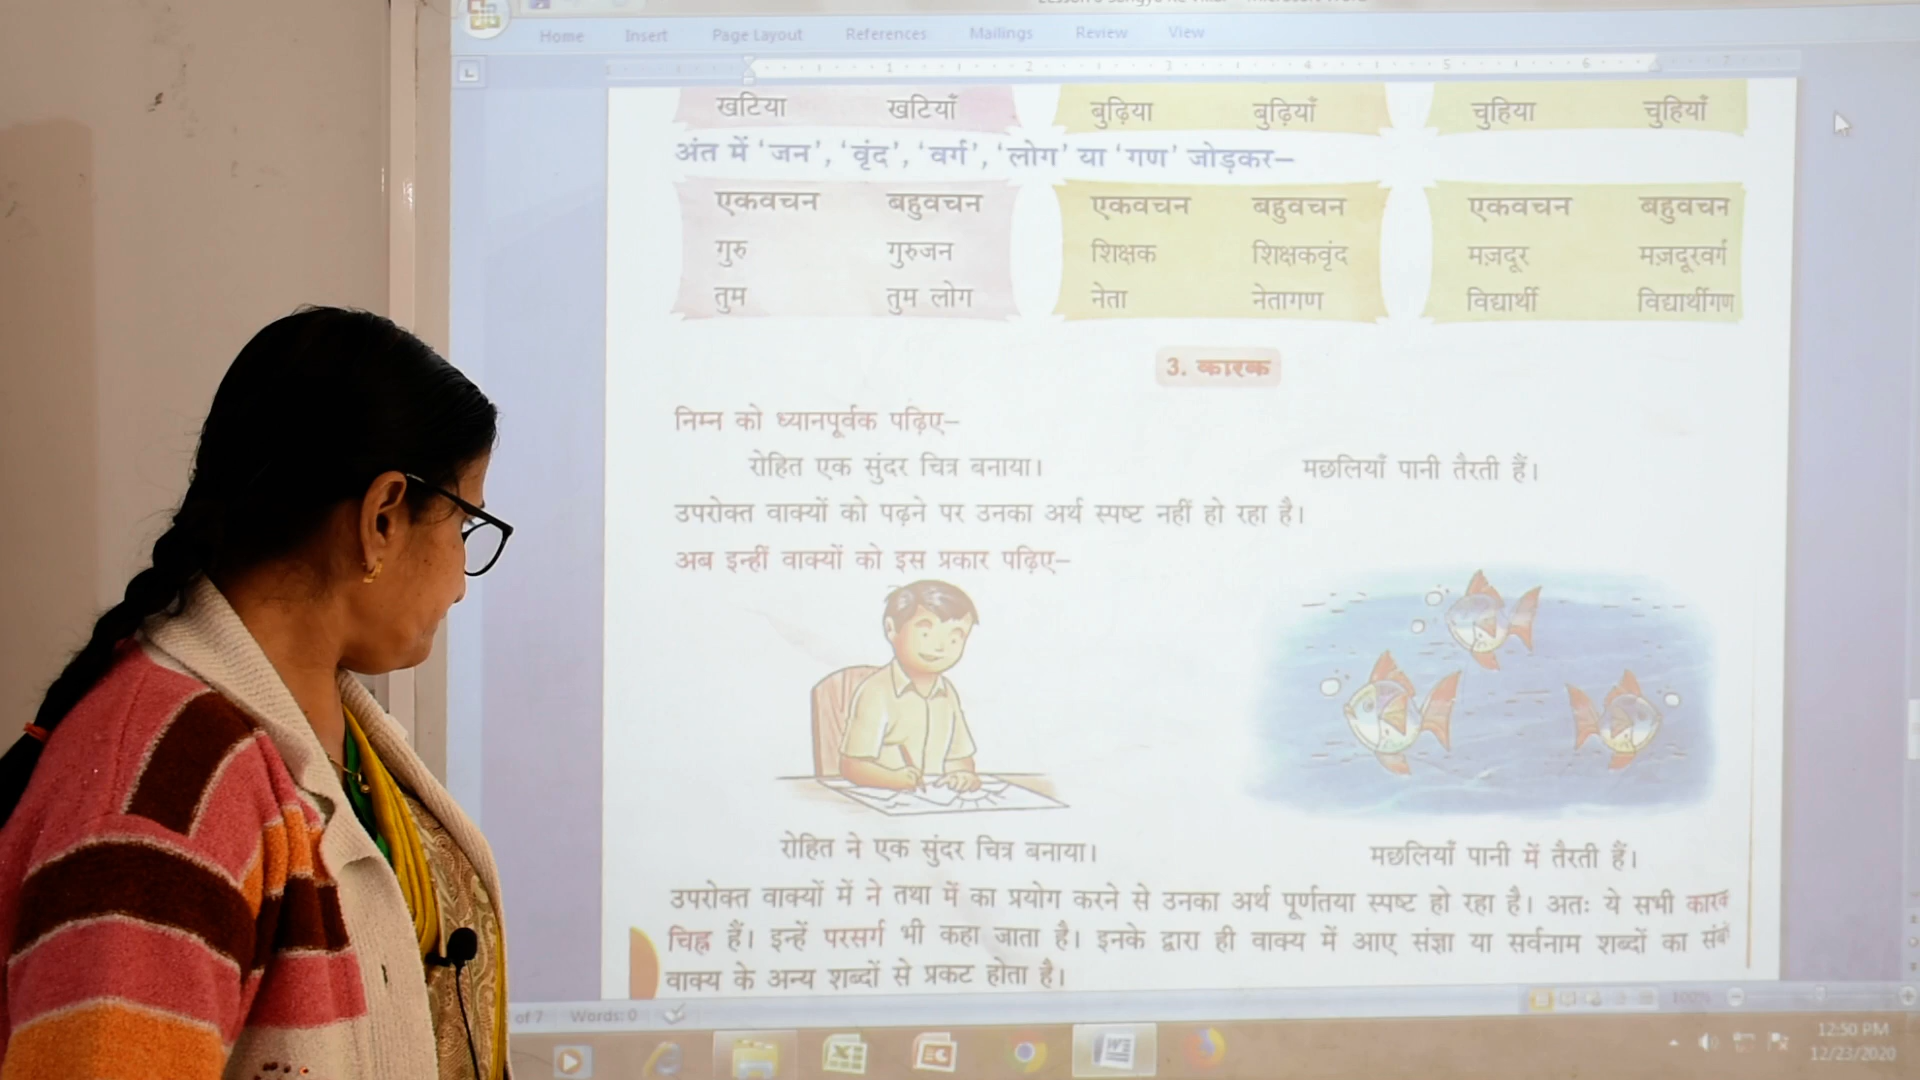 Home Insert Page Layout References Mailings Review View
खटिया खटियाँ बुढ़िया बुढ़ियाँ चुहिया चुहियाँ
अंत में ‘जन’, ‘वृंद’, ‘वर्ग’, ‘लोग’ या ‘गण’ जोड़कर–
एकवचन बहुवचन एकवचन बहुवचन एकवचन बहुवचन
गुरु गुरुजन शिक्षक शिक्षकवृंद मज़दूर मज़दूरवर्ग
तुम तुम लोग नेता नेतागण विद्यार्थी विद्यार्थीगण
3. कारक
निम्न को ध्यानपूर्वक पढ़िए–
रोहित एक सुंदर चित्र बनाया। मछलियाँ पानी तैरती हैं।
उपरोक्त वाक्यों को पढ़ने पर उनका अर्थ स्पष्ट नहीं हो रहा है।
अब इन्हीं वाक्यों को इस प्रकार पढ़िए–
रोहित ने एक सुंदर चित्र बनाया। मछलियाँ पानी में तैरती हैं।
उपरोक्त वाक्यों में ने तथा में का प्रयोग करने से उनका अर्थ पूर्णतया स्पष्ट हो रहा है। अतः ये सभी
चिह्न हैं। इन्हें परसर्ग भी कहा जाता है। इनके द्वारा ही वाक्य में आए संज्ञा या सर्वनाम शब्दों का
वाक्य के अन्य शब्दों से प्रकट होता है।
of 7 Words: 0 100%
12:50 PM
12/23/2020